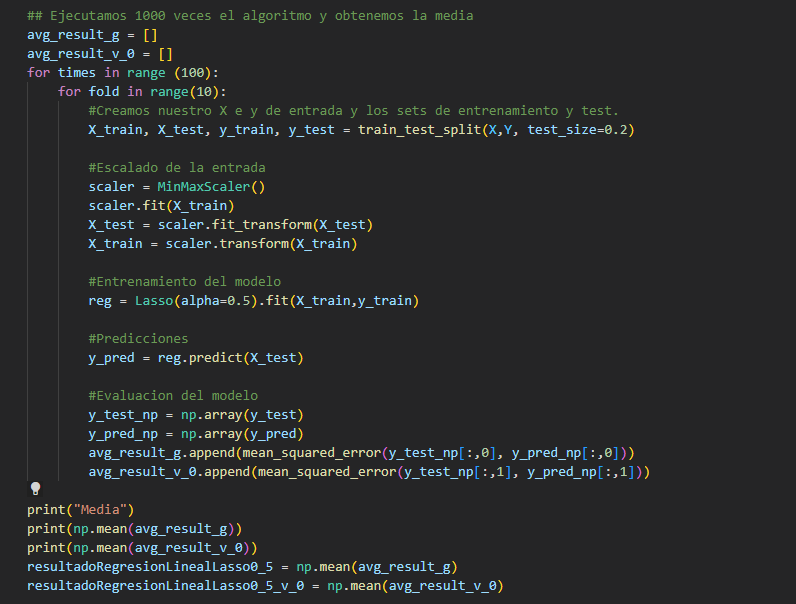 ## Ejecutamos 1000 veces el algoritmo y obtenemos la media
avg_result_g = []
avg_result_v_0 = []
for times in range (100):
    for fold in range(10):
        #Creamos nuestro X e y de entrada y los sets de entrenamiento y test.
        X_train, X_test, y_train, y_test = train_test_split(X,Y, test_size=0.2)

        #Escalado de la entrada
        scaler = MinMaxScaler()
        scaler.fit(X_train)
        X_test = scaler.fit_transform(X_test)
        X_train = scaler.transform(X_train)

        #Entrenamiento del modelo
        reg = Lasso(alpha=0.5).fit(X_train,y_train)

        #Predicciones
        y_pred = reg.predict(X_test)

        #Evaluacion del modelo
        y_test_np = np.array(y_test)
        y_pred_np = np.array(y_pred)
        avg_result_g.append(mean_squared_error(y_test_np[:,0], y_pred_np[:,0]))
        avg_result_v_0.append(mean_squared_error(y_test_np[:,1], y_pred_np[:,1]))

print("Media")
print(np.mean(avg_result_g))
print(np.mean(avg_result_v_0))
resultadoRegresionLinealLasso0_5 = np.mean(avg_result_g)
resultadoRegresionLinealLasso0_5_v_0 = np.mean(avg_result_v_0)